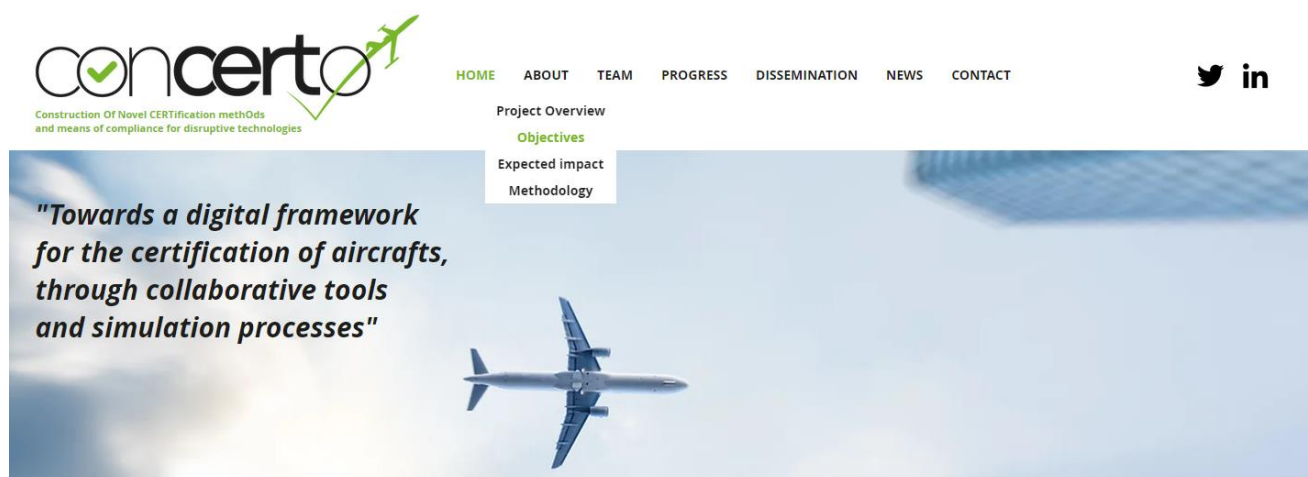 concerto
Construction Of Novel CERTification methOds
and means of compliance for disruptive technologies
HOME ABOUT TEAM PROGRESS DISSEMINATION NEWS CONTACT
in
Project Overview
Objectives
Expected impact
Methodology
"Towards a digital framework
for the certification of aircrafts,
through collaborative tools
and simulation processes"